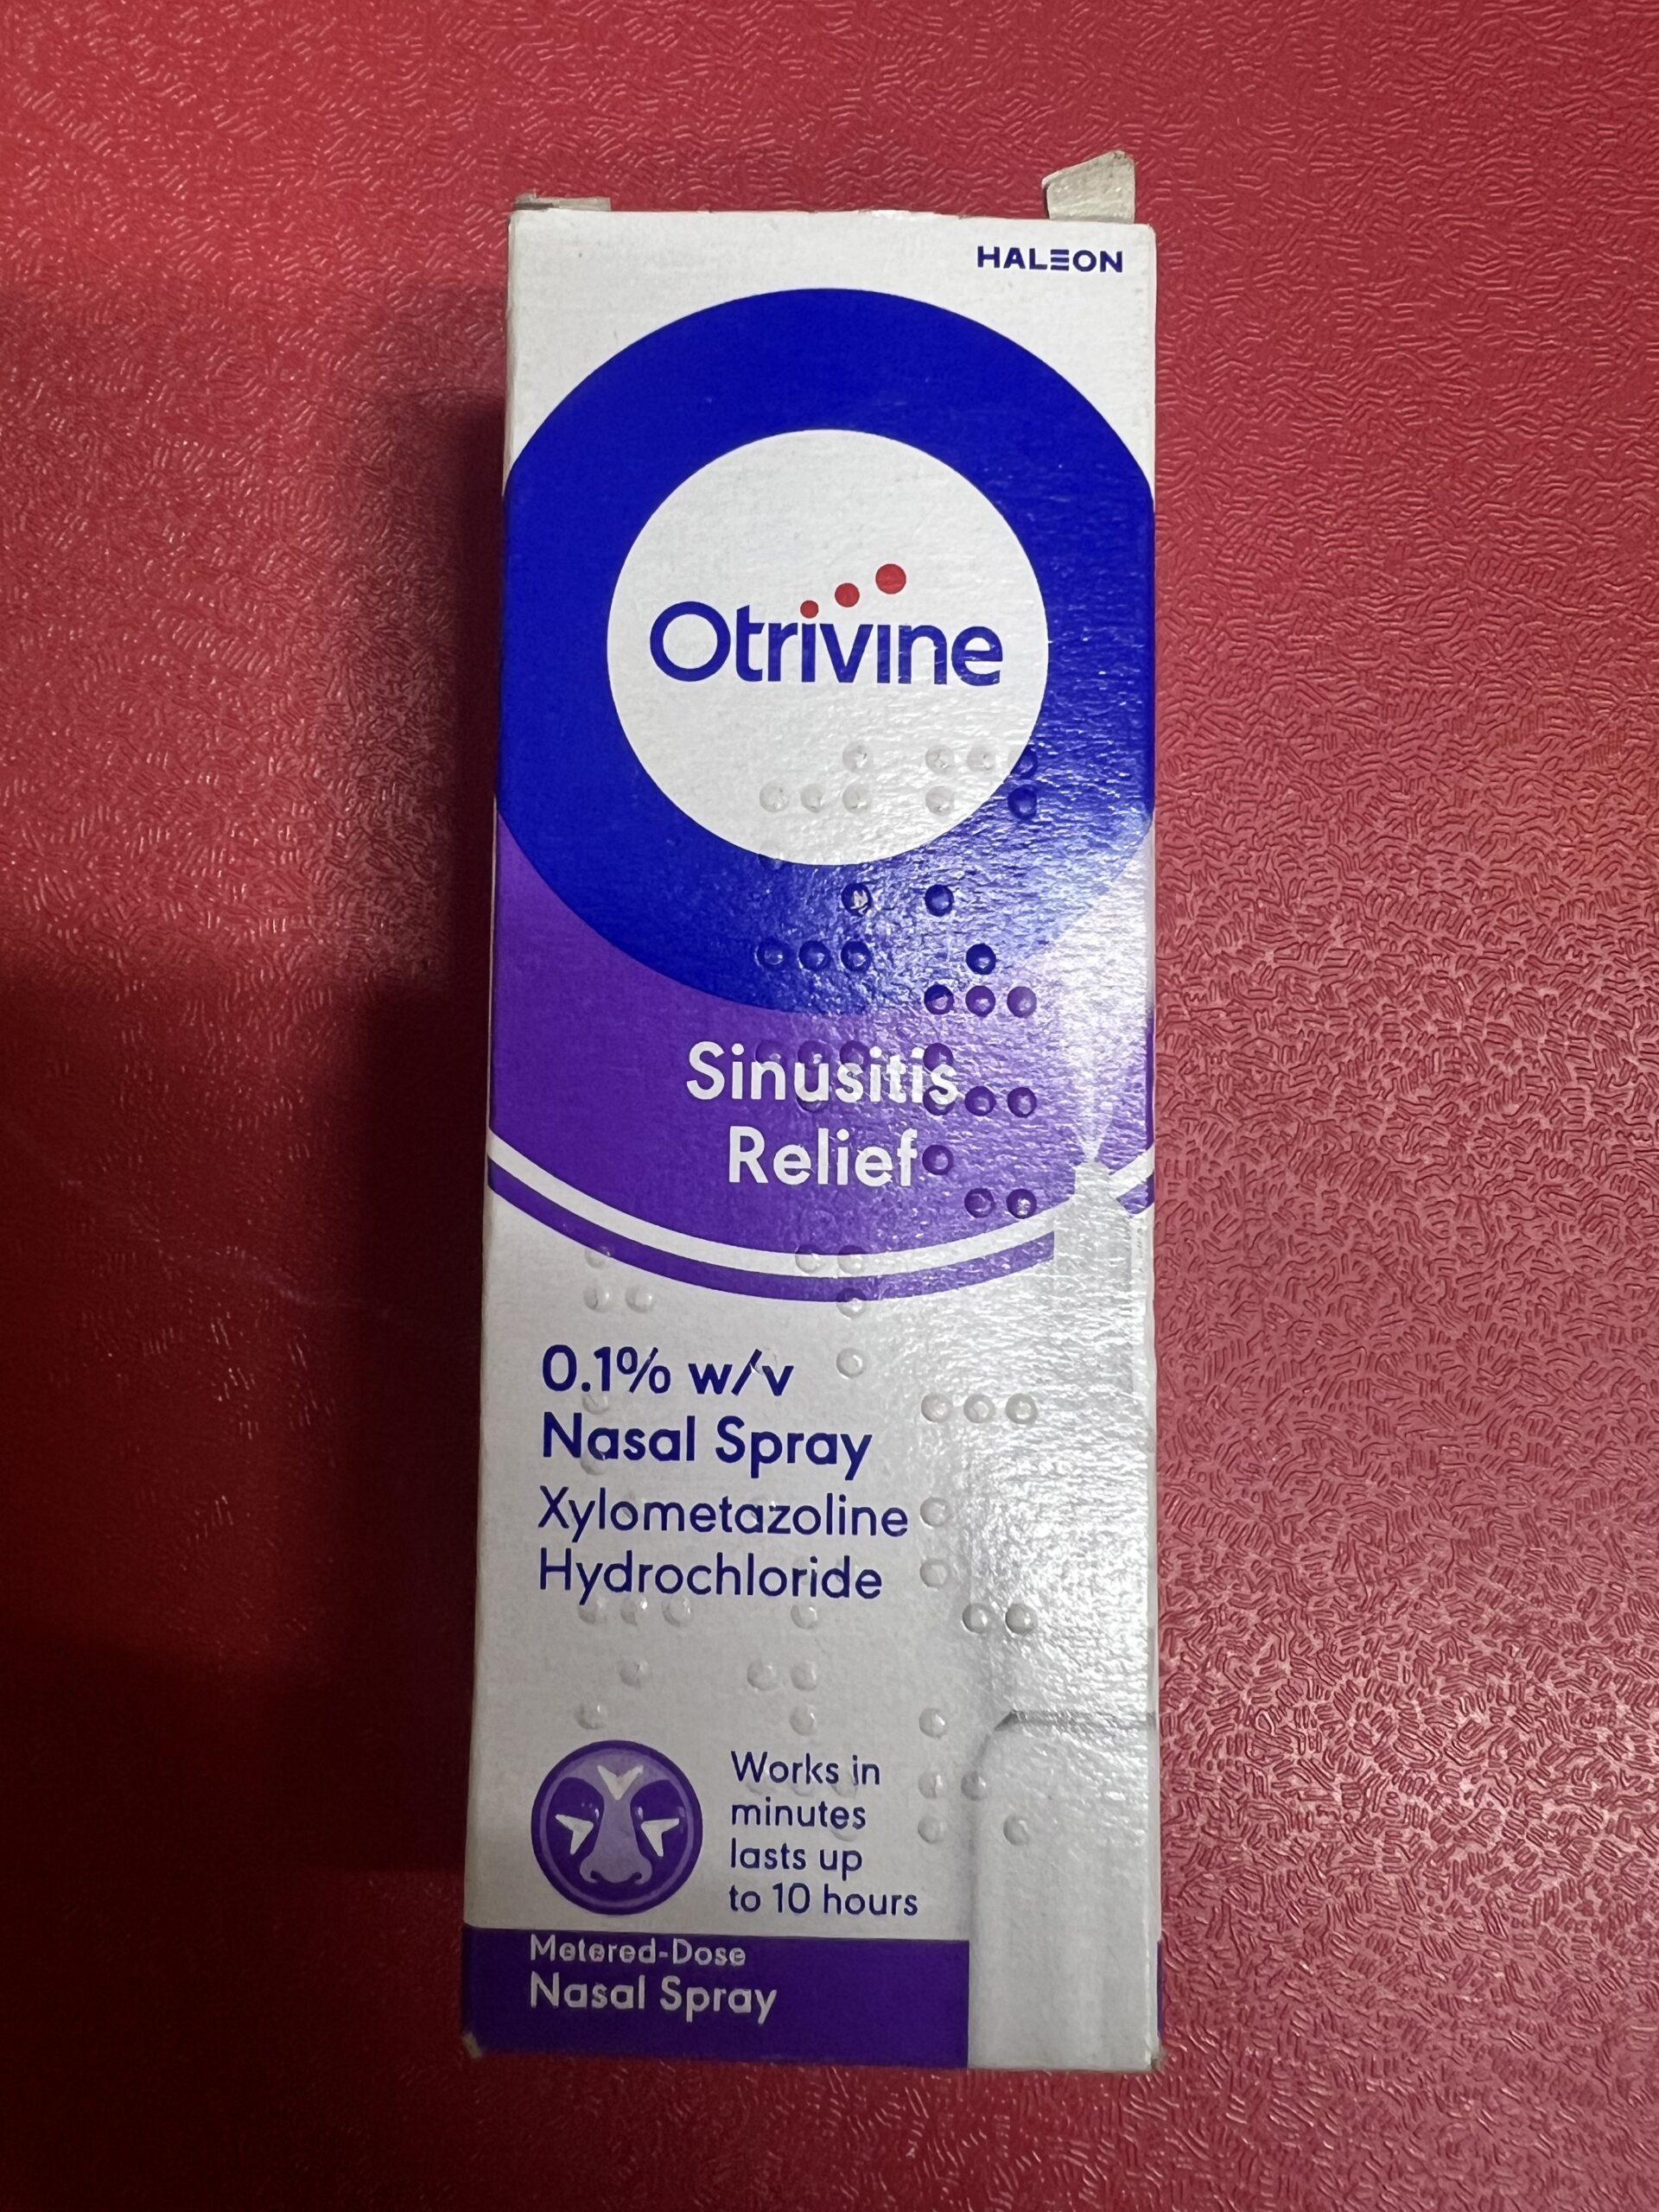 HALEON
Otrivine
Sinusitis
Relief
0.1% w/v
Nasal Spray
Xylometazoline
Hydrochloride
Works in
minutes
lasts up
to 10 hours
Metered-Dose
Nasal Spray